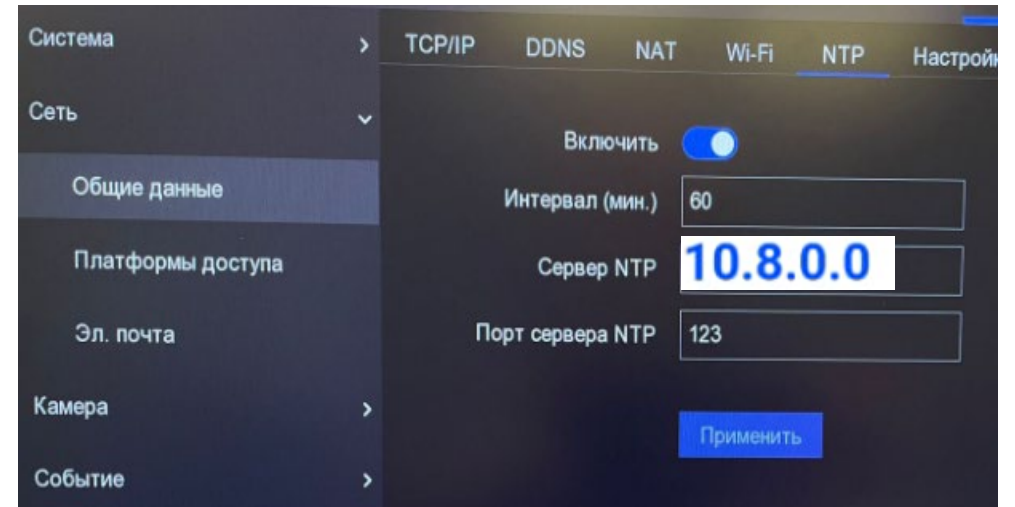 Система
Сеть
Общие данные
Платформы доступа
Эл. почта
Камера
Событие
TCP/IP DDNS NAT Wi-Fi NTP Настройк
Включить
Интервал (мин.) 60
Сервер NTP 10.8.0.0
Порт сервера NTP 123
Применить